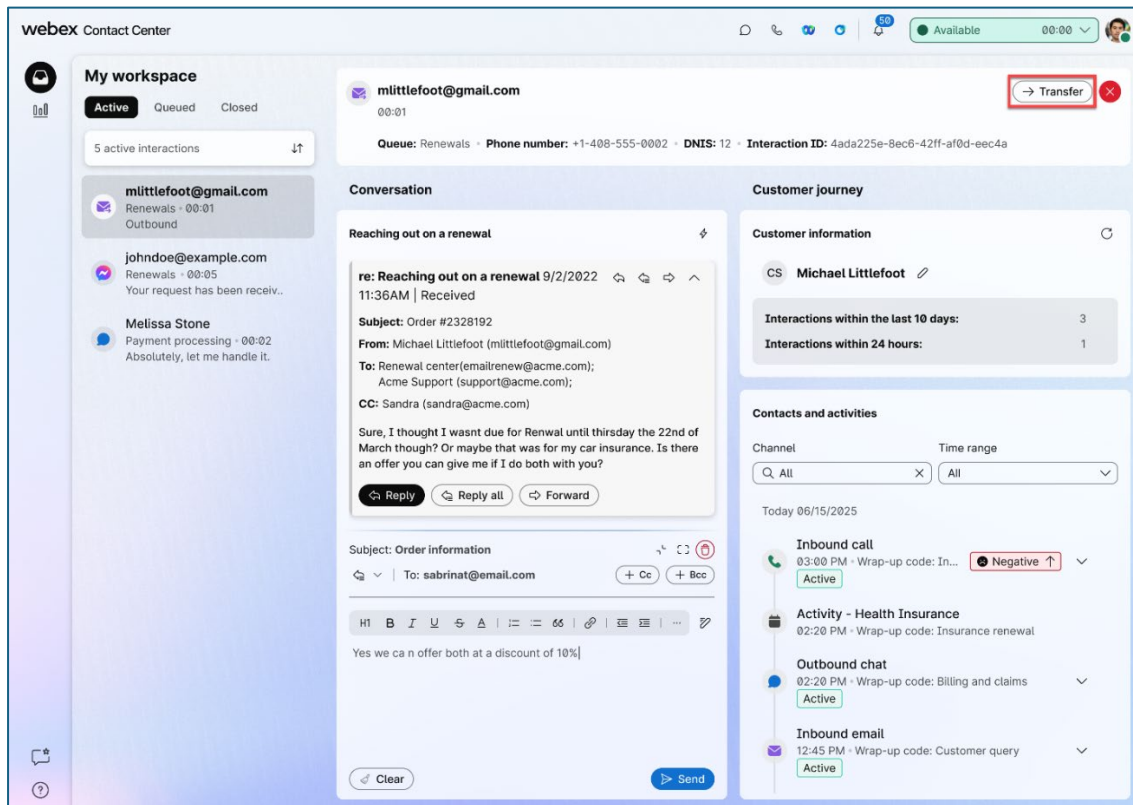 webex Contact Center
50
Available 00:00
My workspace
Active Queued Closed
5 active interactions
mlittlefoot@gmail.com
Renewals • 00:01
Outbound
johndoe@example.com
Renewals • 00:05
Your request has been receiv..
Melissa Stone
Payment processing • 00:02
Absolutely, let me handle it.
mlittlefoot@gmail.com
00:01
Transfer
Queue: Renewals • Phone number: +1-408-555-0002 • DNIS: 12 • Interaction ID: 4ada225e-8ec6-42ff-af0d-eec4a
Conversation
Reaching out on a renewal
re: Reaching out on a renewal 9/2/2022
11:36AM | Received
Subject: Order #2328192
From: Michael Littlefoot (mlittlefoot@gmail.com)
To: Renewal center(emailrenew@acme.com);
Acme Support (support@acme.com);
CC: Sandra (sandra@acme.com)
Sure, I thought I wasnt due for Renwal until thirsday the 22nd of
March though? Or maybe that was for my car insurance. Is there
an offer you can give me if I do both with you?
Reply Reply all Forward
Subject: Order information
To: sabrinat@email.com + Cc + Bcc
H1 B I U S A
Yes we ca n offer both at a discount of 10%
Clear Send
Customer journey
Customer information
CS Michael Littlefoot
Interactions within the last 10 days: 3
Interactions within 24 hours: 1
Contacts and activities
Channel Time range
All All
Today 06/15/2025
Inbound call
03:00 PM • Wrap-up code: In... Negative
Active
Activity - Health Insurance
02:20 PM • Wrap-up code: Insurance renewal
Outbound chat
02:20 PM • Wrap-up code: Billing and claims
Active
Inbound email
12:45 PM • Wrap-up code: Customer query
Active